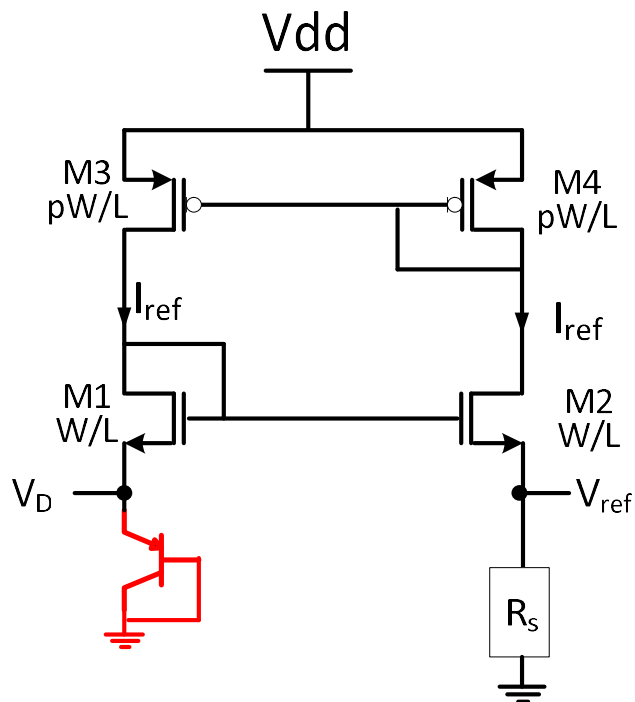 Vdd
M3
pW/L
M4
pW/L
Iref
Iref
M1
W/L
M2
W/L
VD
Vref
Rs